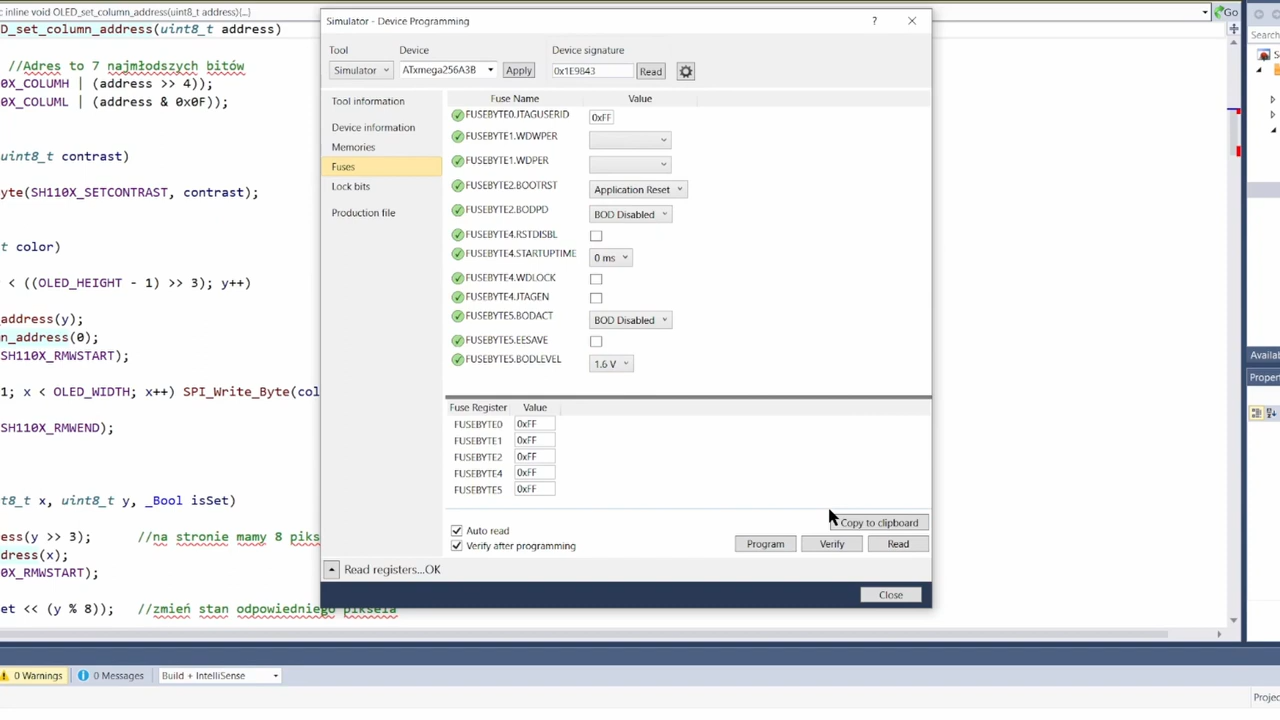 c: inline void OLED_set_column_address(uint8_t address){...}
Go
D_set_column_address(uint8_t address)
//Adres to 7 najmłodszych bitów
0X_COLUMH | (address >> 4));
0X_COLUML | (address & 0x0F));
uint8_t contrast)
yte(SH110X_SETCONTRAST, contrast);
t color)
< ((OLED_HEIGHT - 1) >> 3); y++)
_address(y);
n_address(0);
SH110X_RMWSTART);
1; x < OLED_WIDTH; x++) SPI_Write_Byte(col
SH110X_RMWEND);
t8_t x, uint8_t y, _Bool isSet)
ess(y >> 3); //na stronie mamy 8 piks
dress(x);
0X_RMWSTART);
et << (y % 8)); //zmień stan odpowiedniego piksela
Simulator - Device Programming
?
Tool
Device
Device signature
Simulator
ATxmega256A3B
Apply
0x1E9843
Read
Tool information
Device information
Memories
Fuses
Lock bits
Production file
Fuse Name Value
FUSEBYTE0.JTAGUSERID 0xFF
FUSEBYTE1.WDWPER
FUSEBYTE1.WDPER
FUSEBYTE2.BOOTRST Application Reset
FUSEBYTE2.BODPD BOD Disabled
FUSEBYTE4.RSTDISBL
FUSEBYTE4.STARTUPTIME 0 ms
FUSEBYTE4.WDLOCK
FUSEBYTE4.JTAGEN
FUSEBYTE5.BODACT BOD Disabled
FUSEBYTE5.EESAVE
FUSEBYTE5.BODLEVEL 1.6 V
Fuse Register Value
FUSEBYTE0 0xFF
FUSEBYTE1 0xFF
FUSEBYTE2 0xFF
FUSEBYTE4 0xFF
FUSEBYTE5 0xFF
Copy to clipboard
Auto read
Verify after programming
Program
Verify
Read
Read registers...OK
Close
Search
S
Availa
Proper
0 Warnings
0 Messages
Build + IntelliSense
Projec